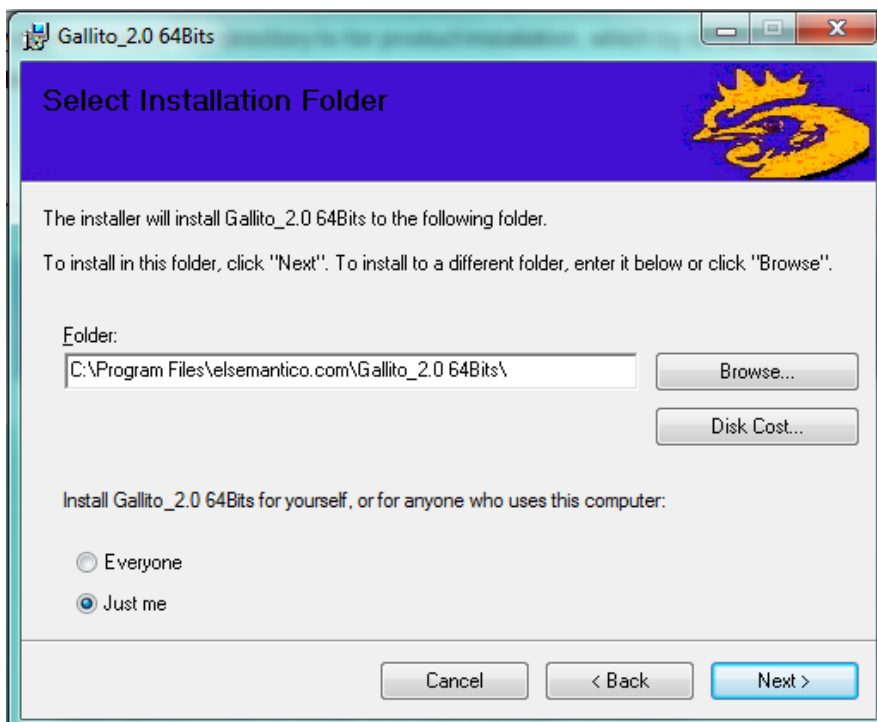 Gallito_2.0 64Bits
Select Installation Folder
The installer will install Gallito_2.0 64Bits to the following folder.
To install in this folder, click "Next". To install to a different folder, enter it below or click "Browse".
Folder:
C:\Program Files\elsemantico.com\Gallito_2.0 64Bits\
Browse...
Disk Cost...
Install Gallito_2.0 64Bits for yourself, or for anyone who uses this computer:
Everyone
Just me
Cancel
< Back
Next >